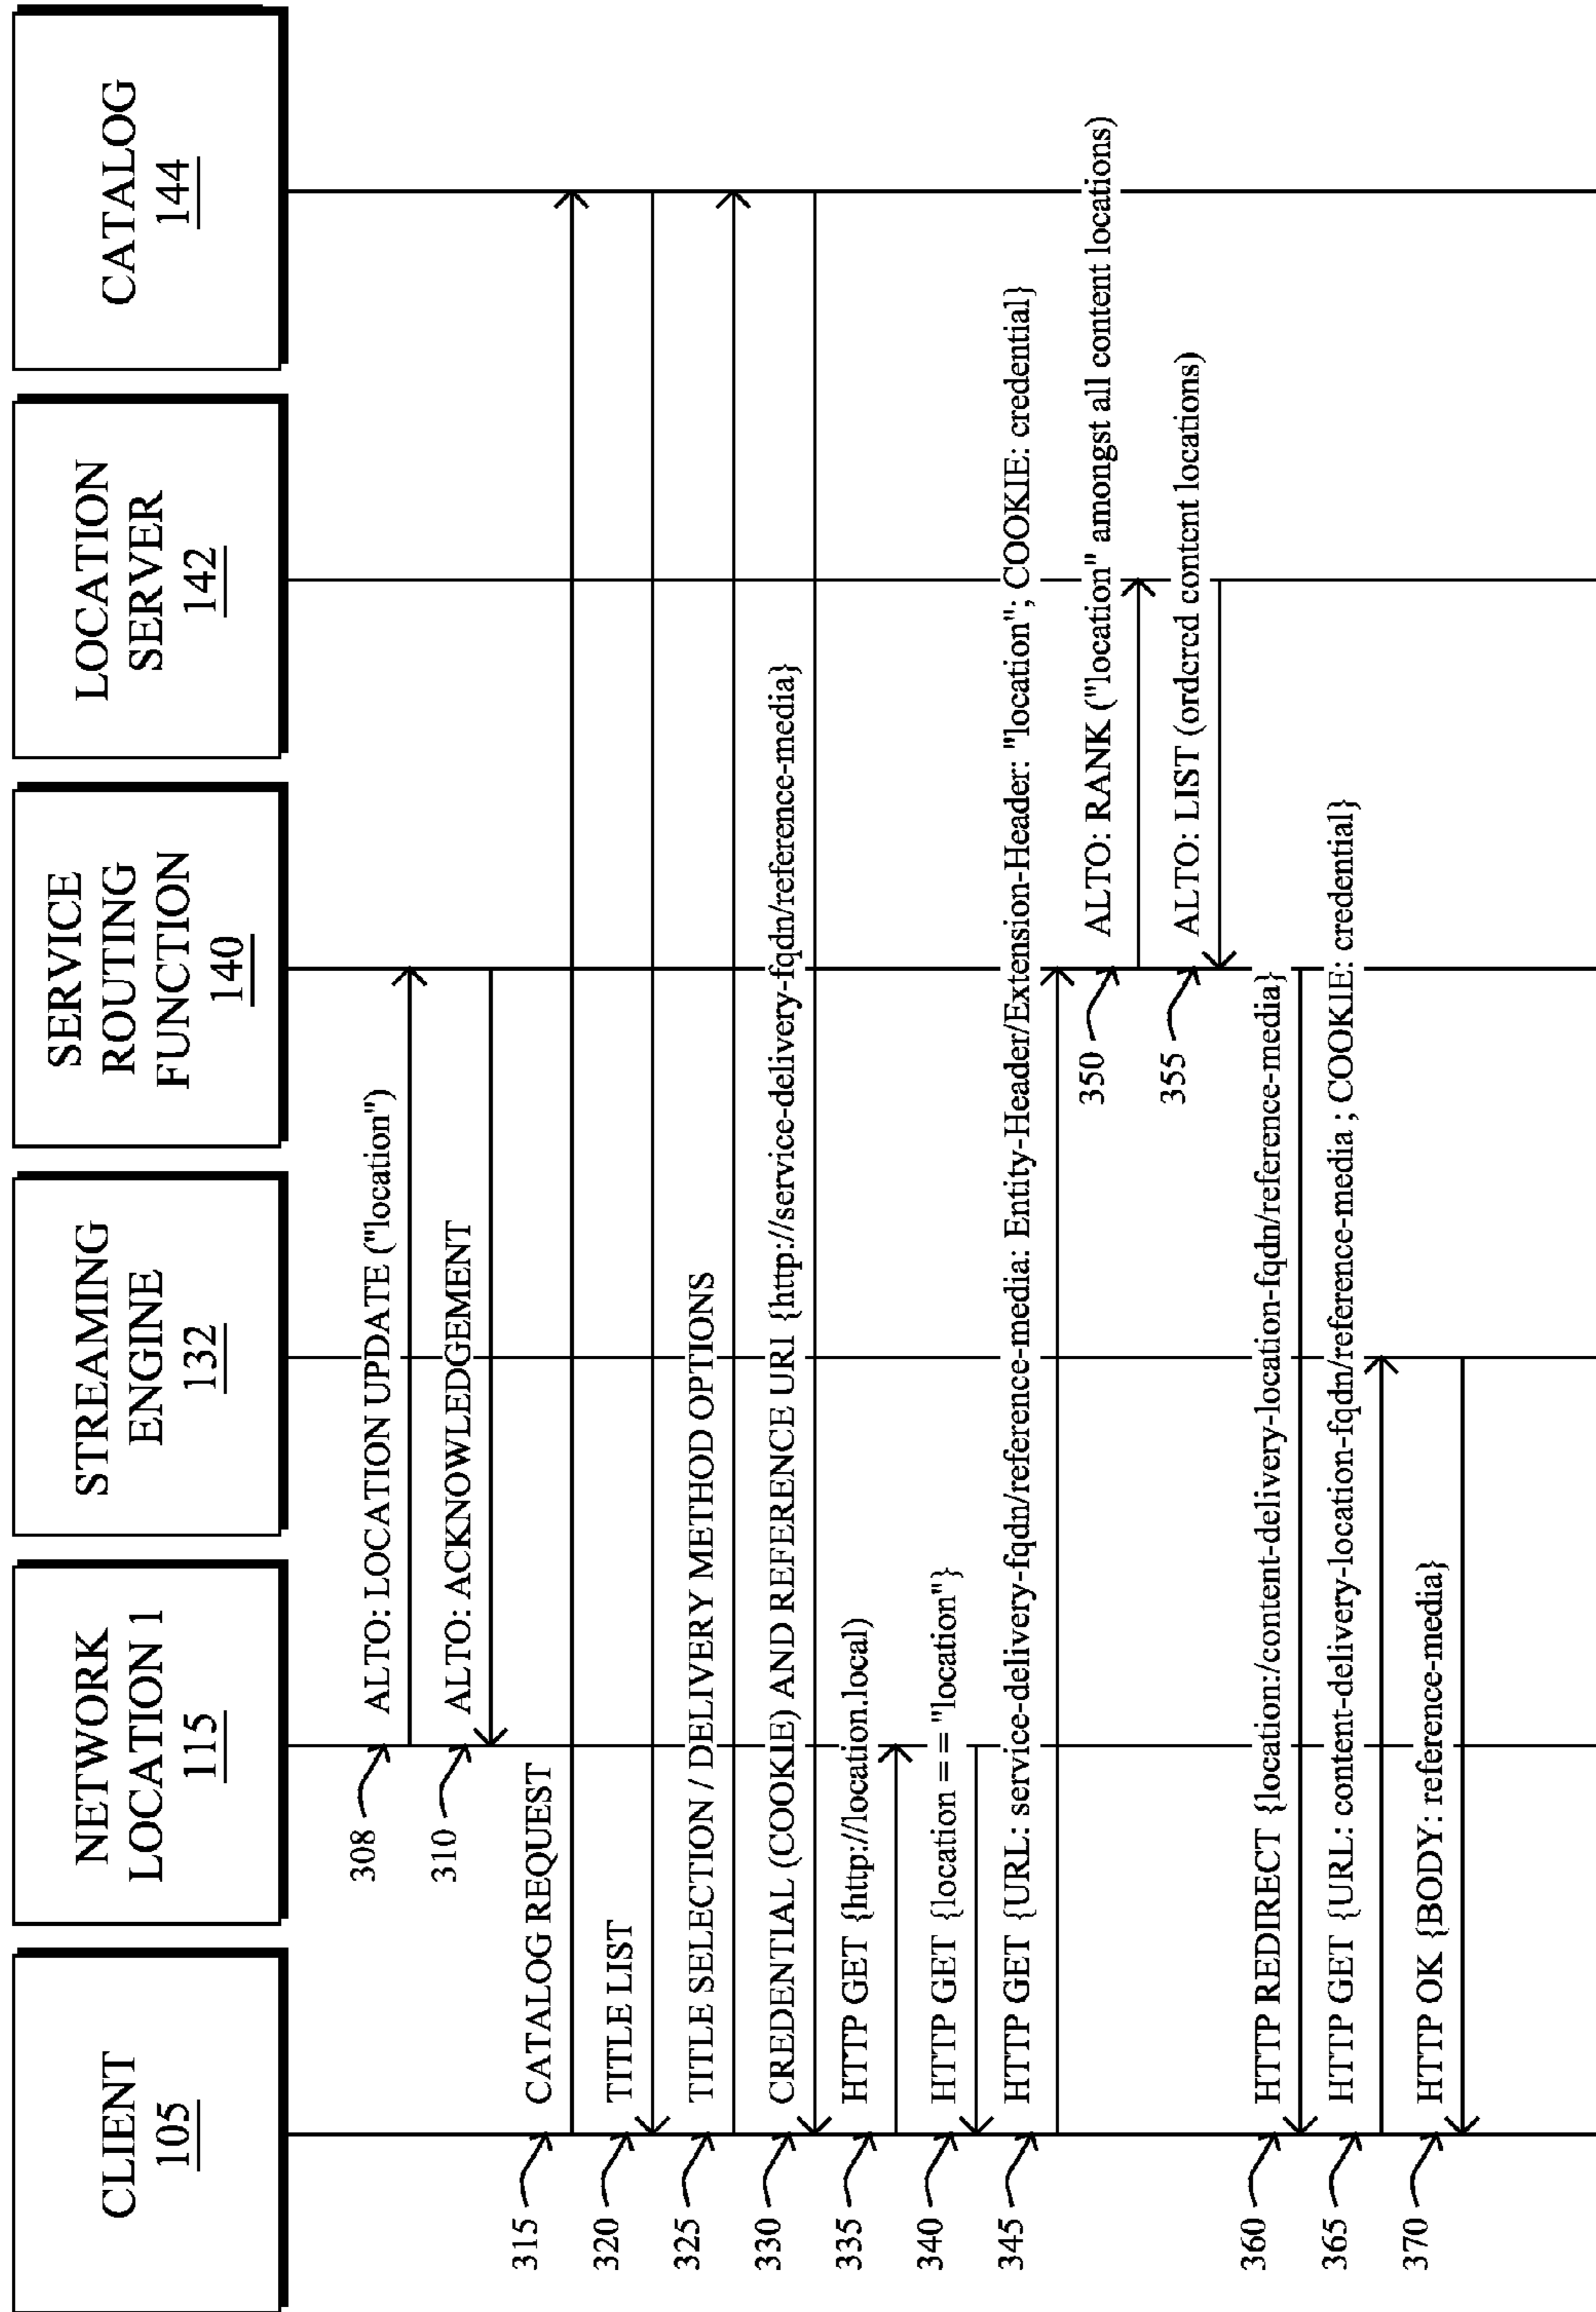 CLIENT
105
NETWORK
LOCATION 1
115
STREAMING
ENGINE
132
SERVICE
ROUTING
FUNCTION
140
LOCATION
SERVER
142
CATALOG
144
308
ALTO: LOCATION UPDATE ("location")
310
ALTO: ACKNOWLEDGEMENT
315
CATALOG REQUEST
320
TITLE LIST
325
TITLE SELECTION / DELIVERY METHOD OPTIONS
330
CREDENTIAL (COOKIE) AND REFERENCE URI {http://service-delivery-fqdn/reference-media}
335
HTTP GET {http://location.local)
340
HTTP GET {location == "location"}
345
HTTP GET {URL: service-delivery-fqdn/reference-media: Entity-Header/Extension-Header: "location"; COOKIE: credential}
350
ALTO: RANK ("location" amongst all content locations)
355
ALTO: LIST (ordered content locations)
360
HTTP REDIRECT {location:/content-delivery-location-fqdn/reference-media}
365
HTTP GET {URL: content-delivery-location-fqdn/reference-media ; COOKIE: credential}
370
HTTP OK {BODY: reference-media}